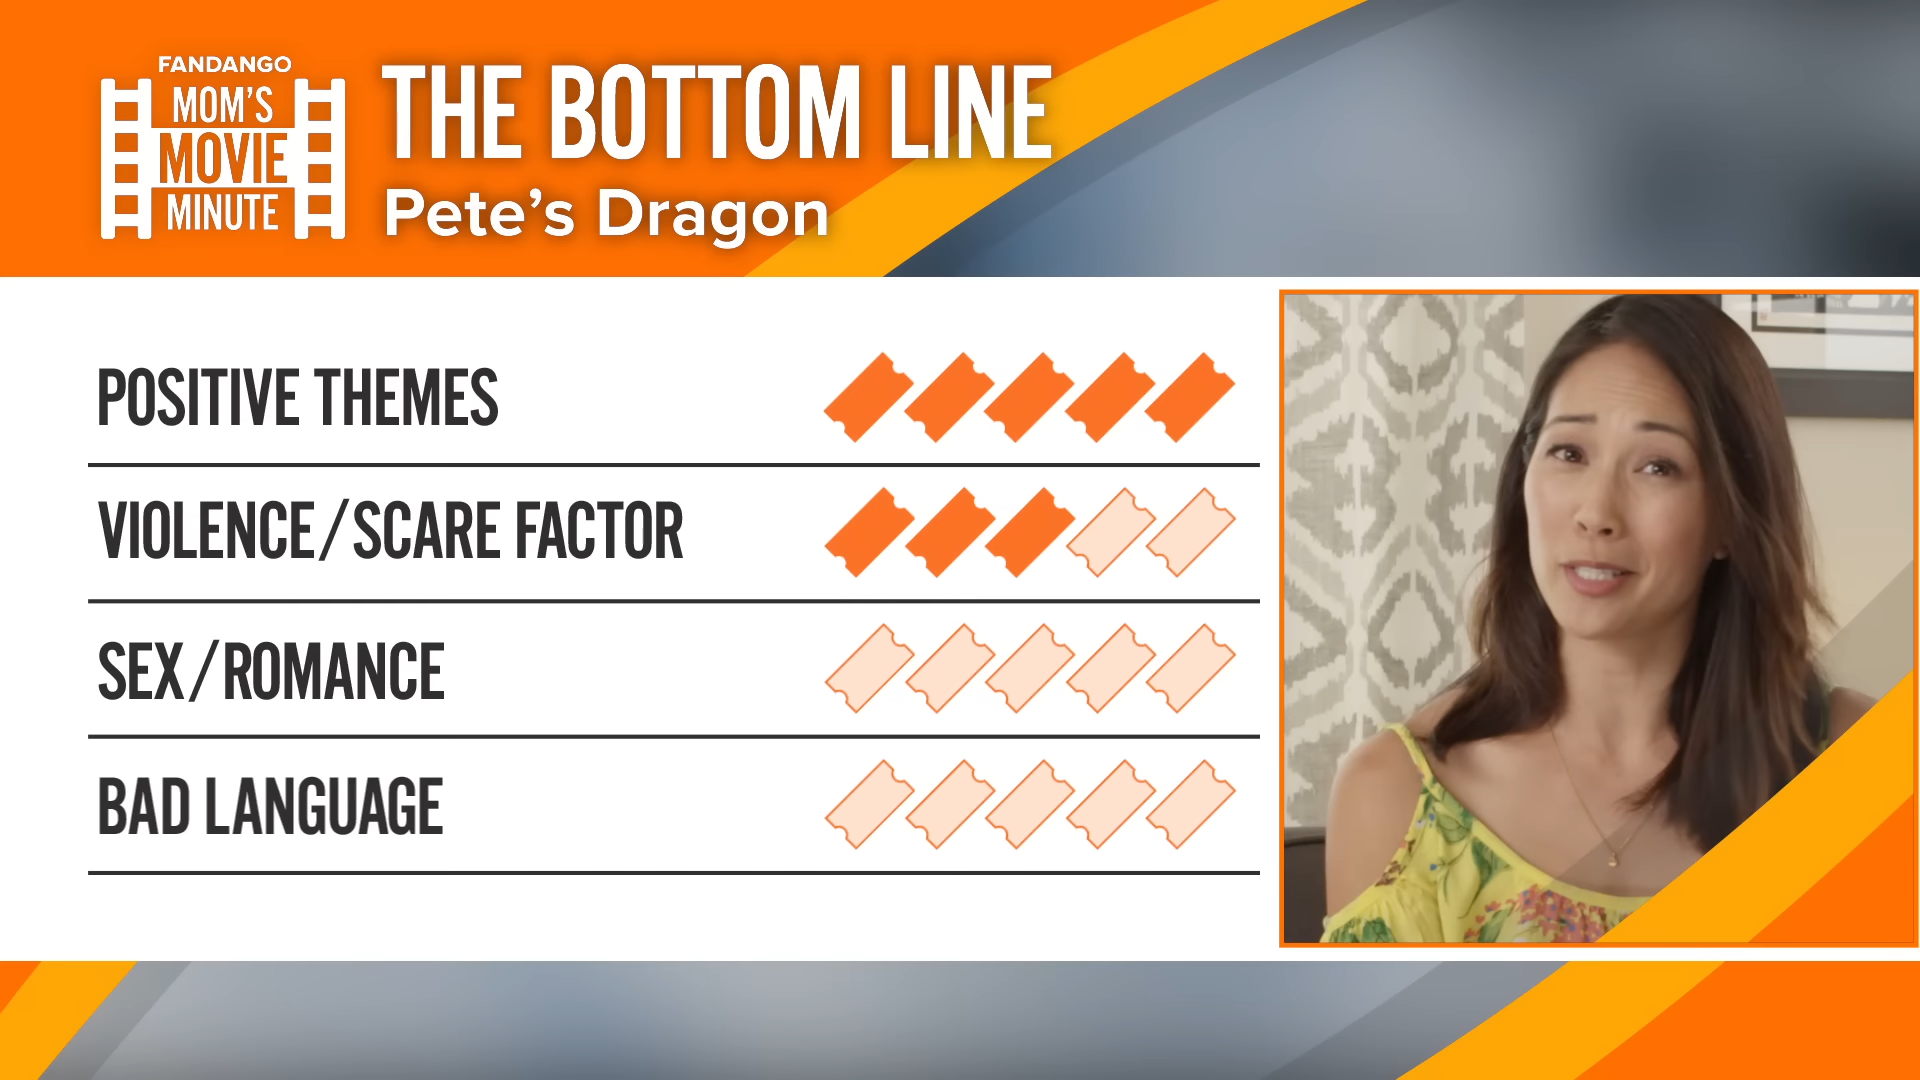 FANDANGO
MOM'S
MOVIE
MINUTE
THE BOTTOM LINE
Pete's Dragon
POSITIVE THEMES
VIOLENCE/SCARE FACTOR
SEX/ROMANCE
BAD LANGUAGE